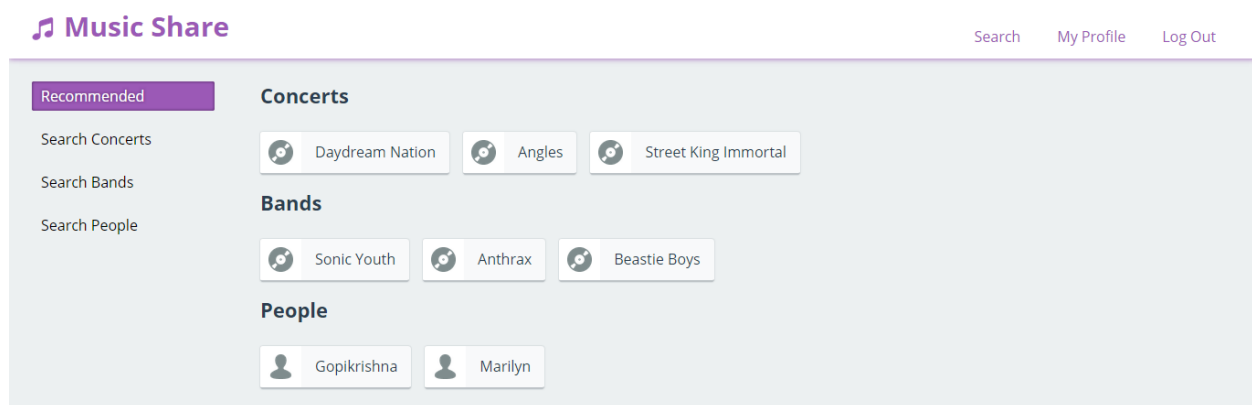 Music Share
Search My Profile Log Out
Recommended
Search Concerts
Search Bands
Search People
Concerts
Daydream Nation Angles Street King Immortal
Bands
Sonic Youth Anthrax Beastie Boys
People
Gopikrishna Marilyn